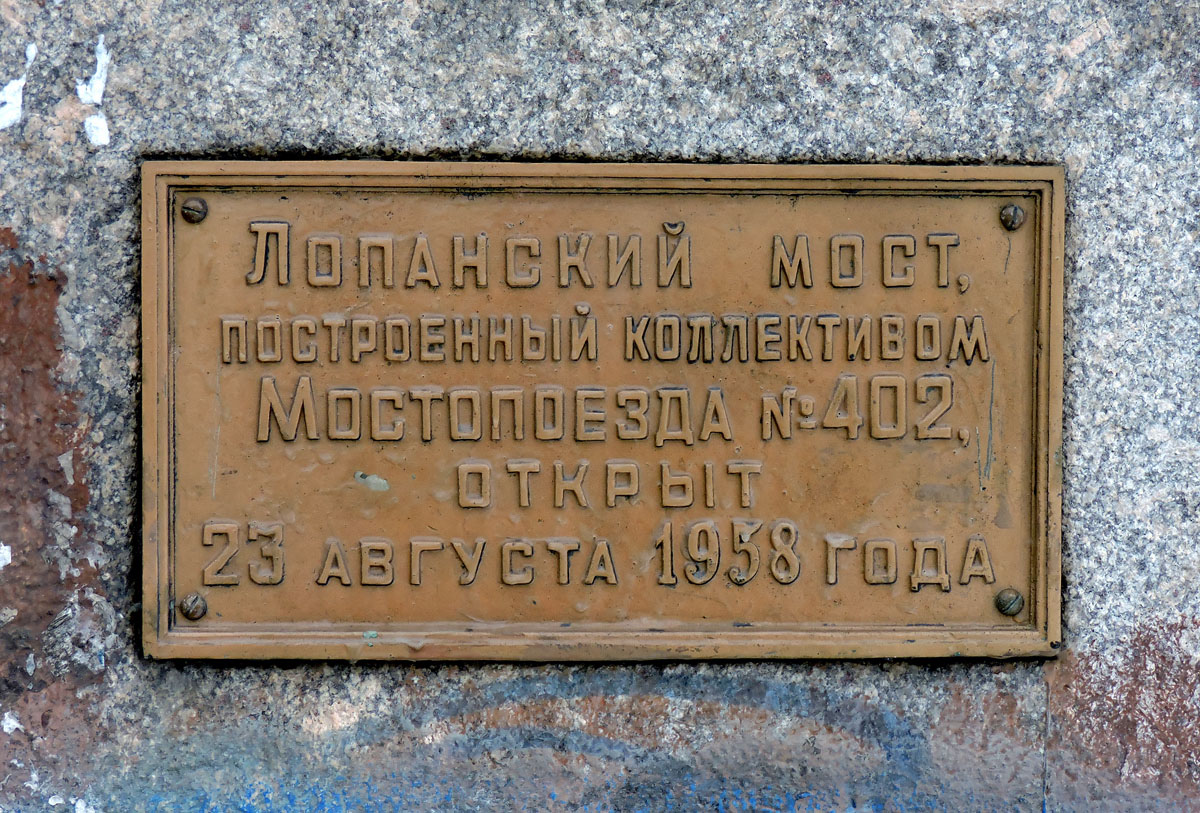 Лопанский мост,
построенный коллективом
Мостопоезда №402,
открыт
23 августа 1958 года